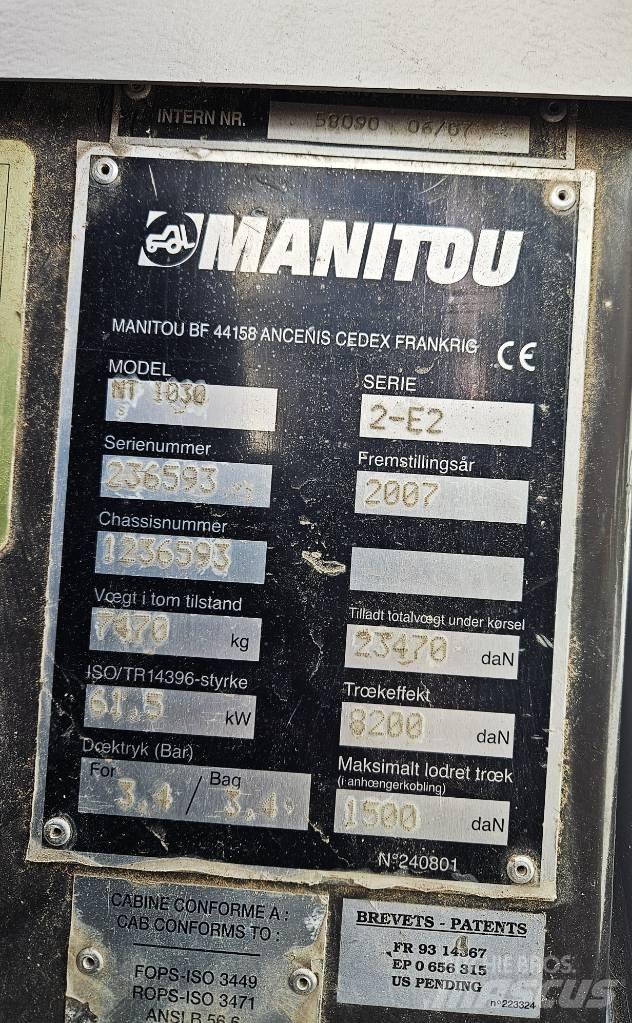 INTERN NR. 58090 06/07
MANITOU
MANITOU BF 44158 ANCENIS CEDEX FRANKRIG CE
MODEL
MT 1030
S
SERIE
2-E2
Serienummer
236593
Fremstillingsår
2007
Chassisnummer
1236593
Vægt i tom tilstand
7470 kg
Tilladt totalvægt under kørsel
23470 daN
ISO/TR14396-styrke
61.5 kW
Trækeffekt
8200 daN
Dæktryk (Bar)
For Bag
3,4 / 3,4
Maksimalt lodret træk
(i anhængerkobling)
1500 daN
N°240801
CABINE CONFORME A :
CAB CONFORMS TO :
FOPS-ISO 3449
ROPS-ISO 3471
ANSI B 56.6
BREVETS - PATENTS
FR 93 14367
EP 0 656 315
US PENDING
n°223324